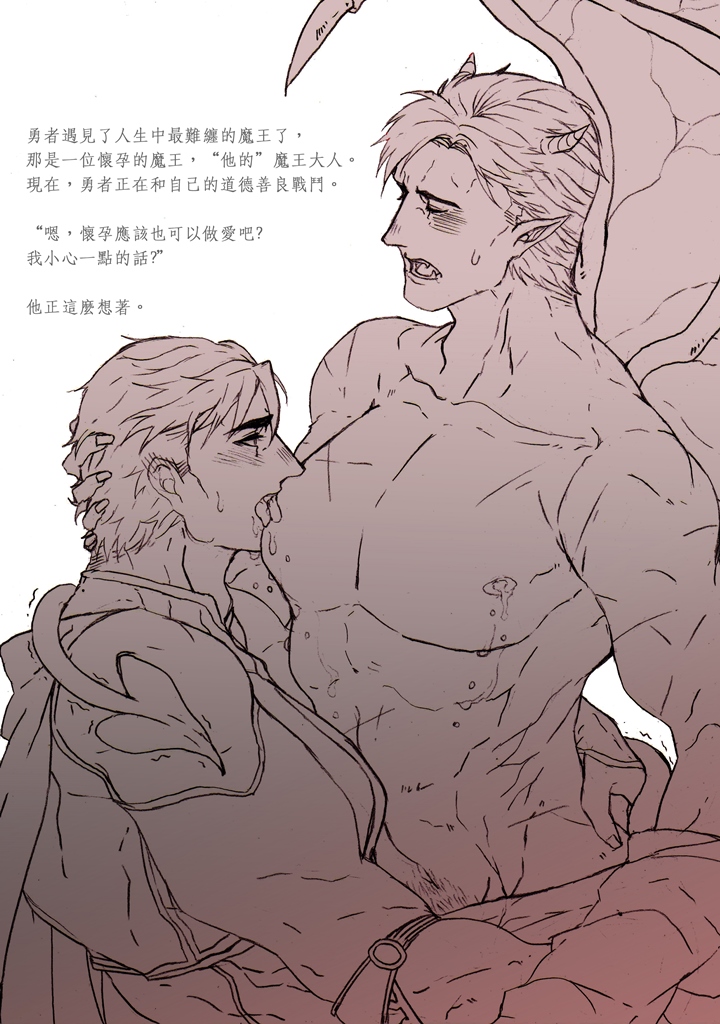 勇者遇見了人生中最難纏的魔王了，
那是一位懷孕的魔王，“他的”魔王大人。
現在，勇者正在和自己的道德善良戰鬥。
“嗯，懷孕應該也可以做愛吧?
我小心一點的話?”
他正這麼想著。